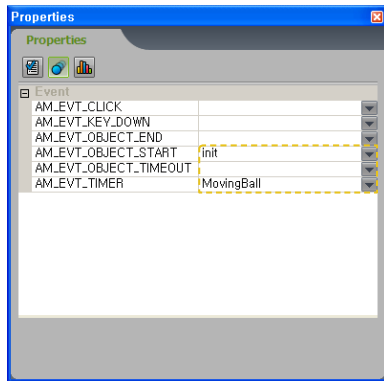 Properties
Properties
Event
AM_EVT_CLICK
AM_EVT_KEY_DOWN
AM_EVT_OBJECT_END
AM_EVT_OBJECT_START init
AM_EVT_OBJECT_TIMEOUT
AM_EVT_TIMER MovingBall